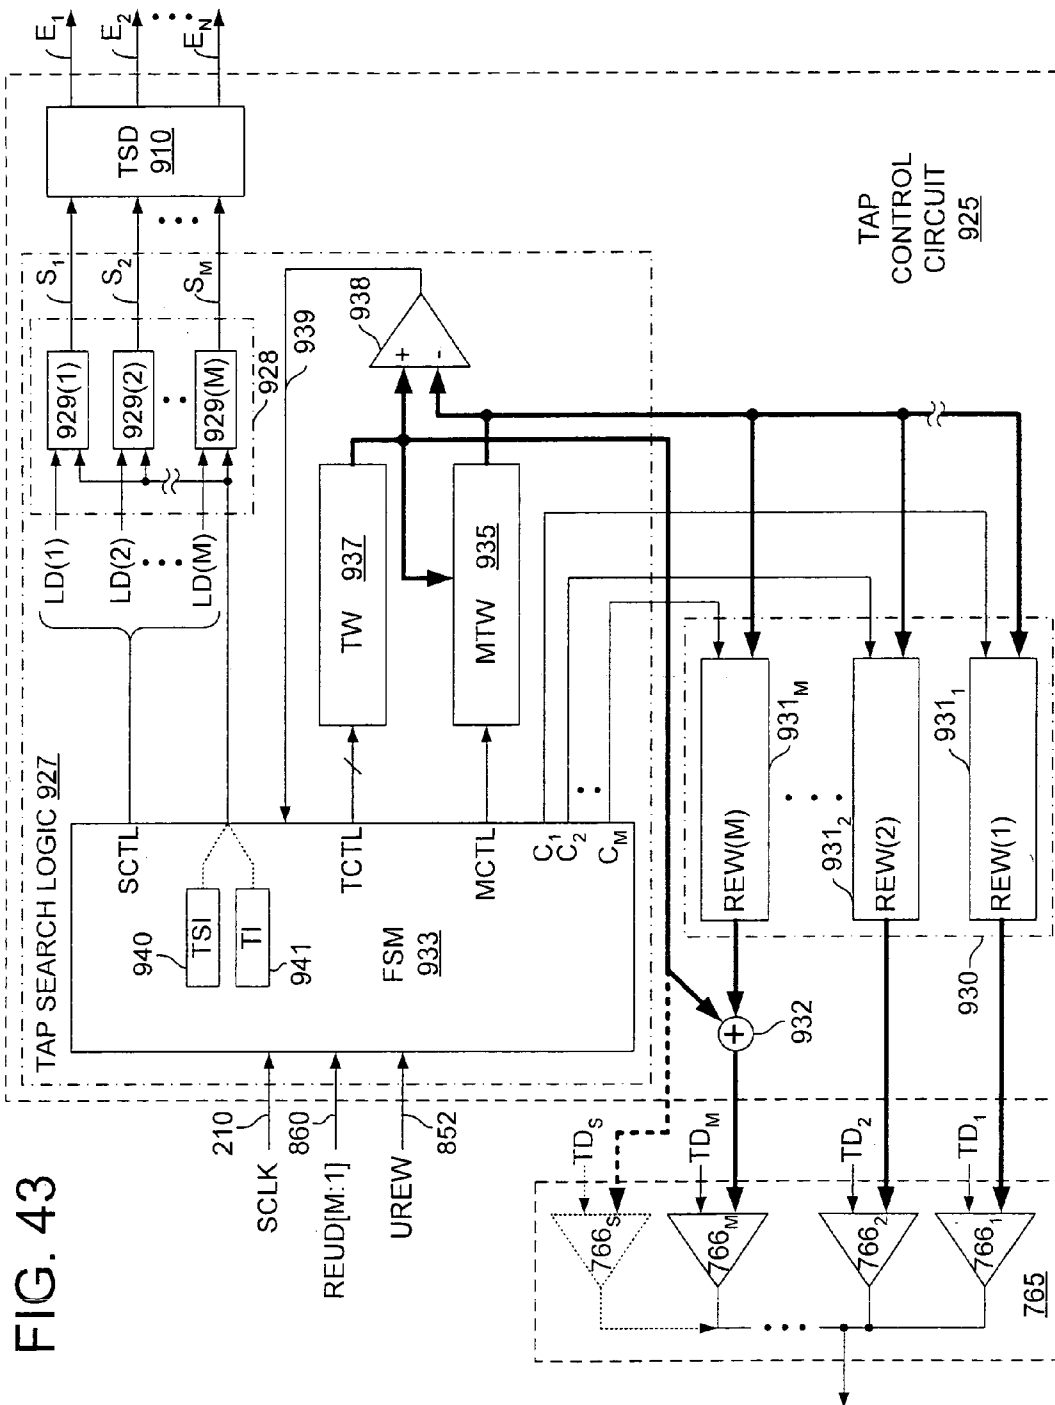 FIG. 43
TAP SEARCH LOGIC 927
SCLK
210
REUD[M:1]
860
UREW
852
FSM
933
940
TSI
TI
941
SCTL
TCTL
MCTL
C1
C2
CM
LD(1)
LD(2)
LD(M)
929(1)
929(2)
929(M)
928
S1
S2
SM
TSD
910
E1
E2
EN
939
TW 937
MTW 935
938
+
-
TAP
CONTROL
CIRCUIT
925
TDS
TDM
TD2
TD1
766S
766M
7662
7661
765
+
932
REW(M)
931M
REW(2)
9312
REW(1)
9311
930